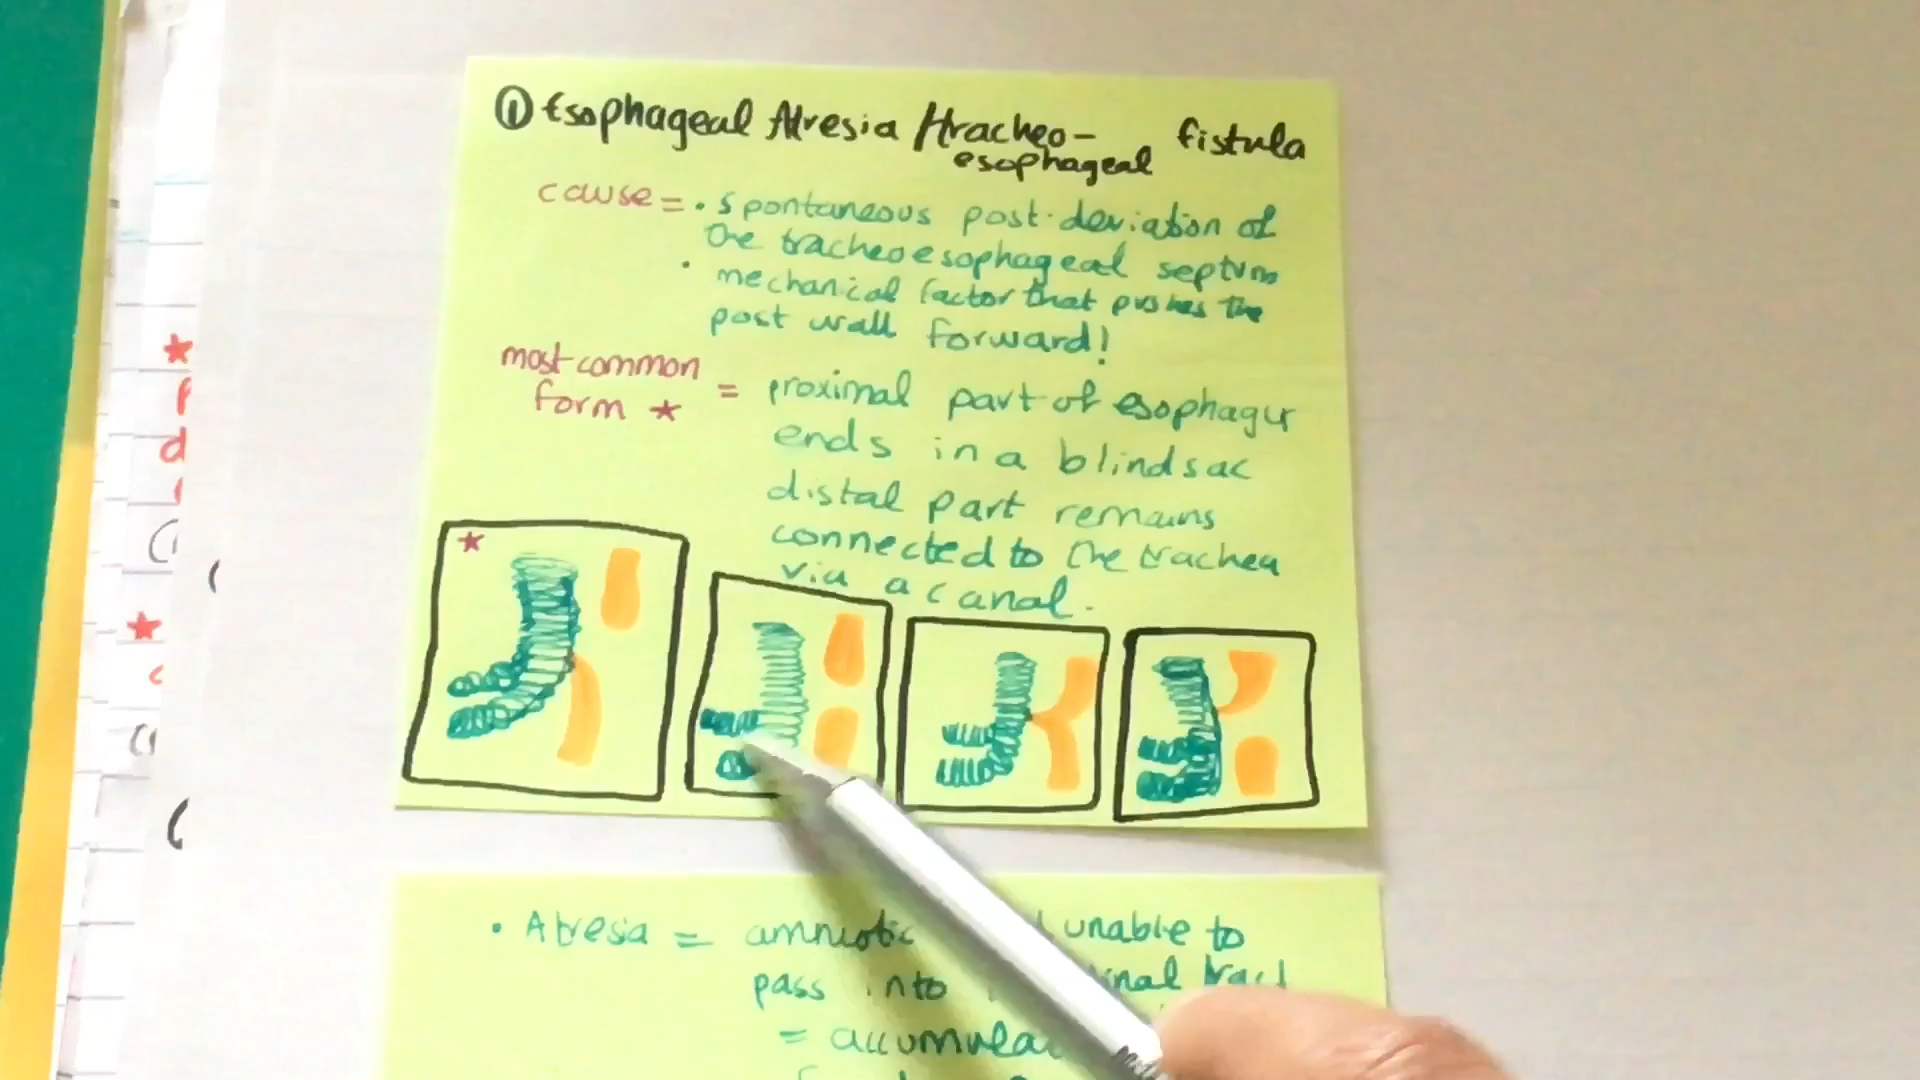 ① Esophageal Atresia / tracheo-esophageal fistula
cause = • spontaneous post. deviation of
the tracheoesophageal septum
• mechanical factor that pushes the
post wall forward!
most common form ★ = proximal part of esophagus
ends in a blind sac
distal part remains
connected to the trachea
via a canal.
★
• Atresia = amniotic unable to
pass into tract
=